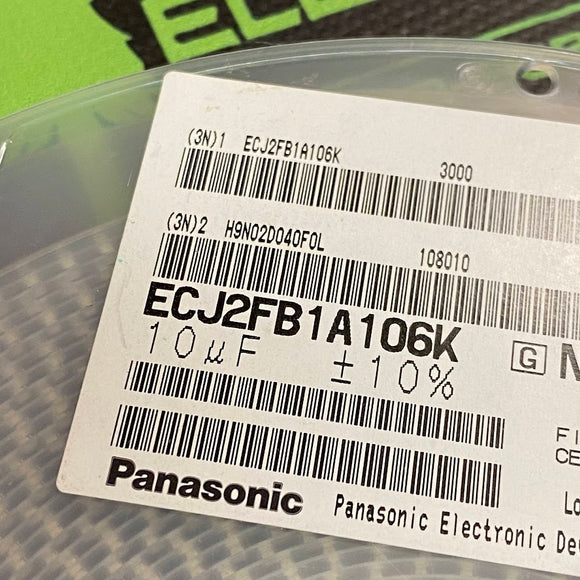 (3N)1 ECJ2FB1A106K 3000
(3N)2 H9N02D040F0L 108010
ECJ2FB1A106K
10μF ±10%
G
Panasonic
Panasonic Electronic